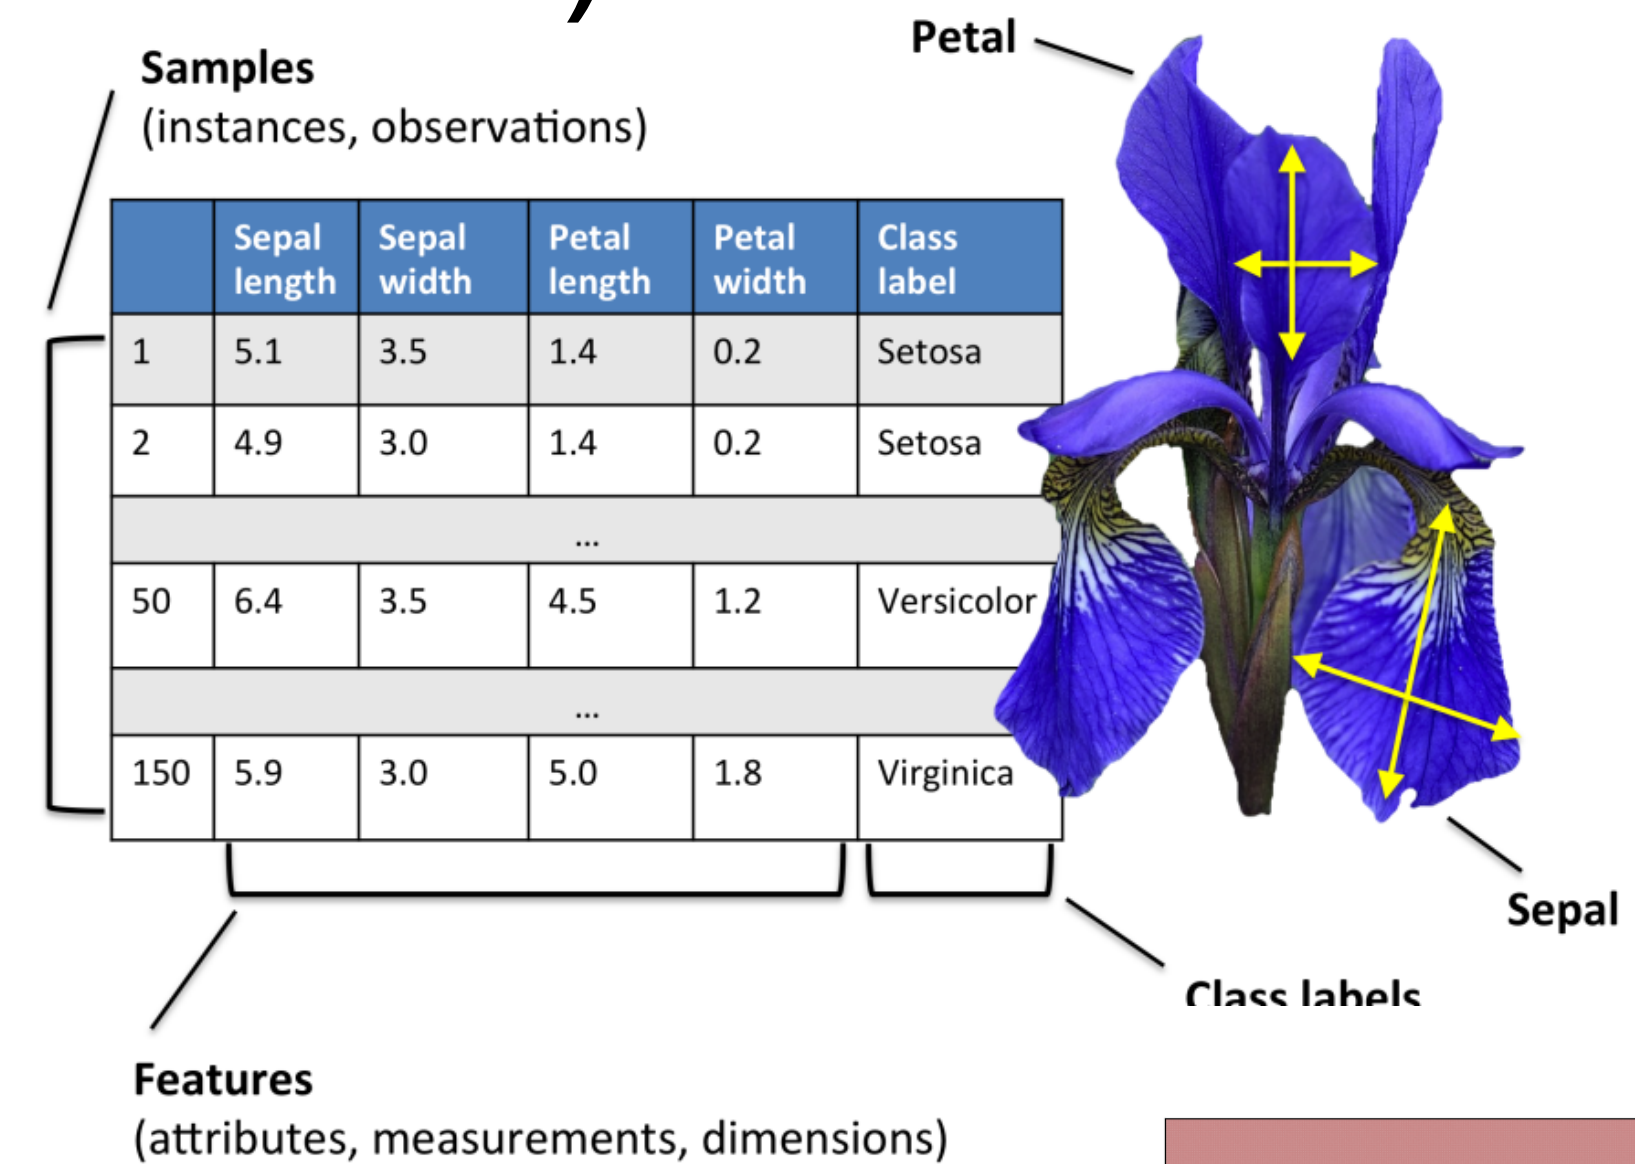 Petal
Samples
(instances, observations)
Sepal length Sepal width Petal length Petal width Class label
1 5.1 3.5 1.4 0.2 Setosa
2 4.9 3.0 1.4 0.2 Setosa
...
50 6.4 3.5 4.5 1.2 Versicolor
...
150 5.9 3.0 5.0 1.8 Virginica
Sepal
Class labels
Features
(attributes, measurements, dimensions)